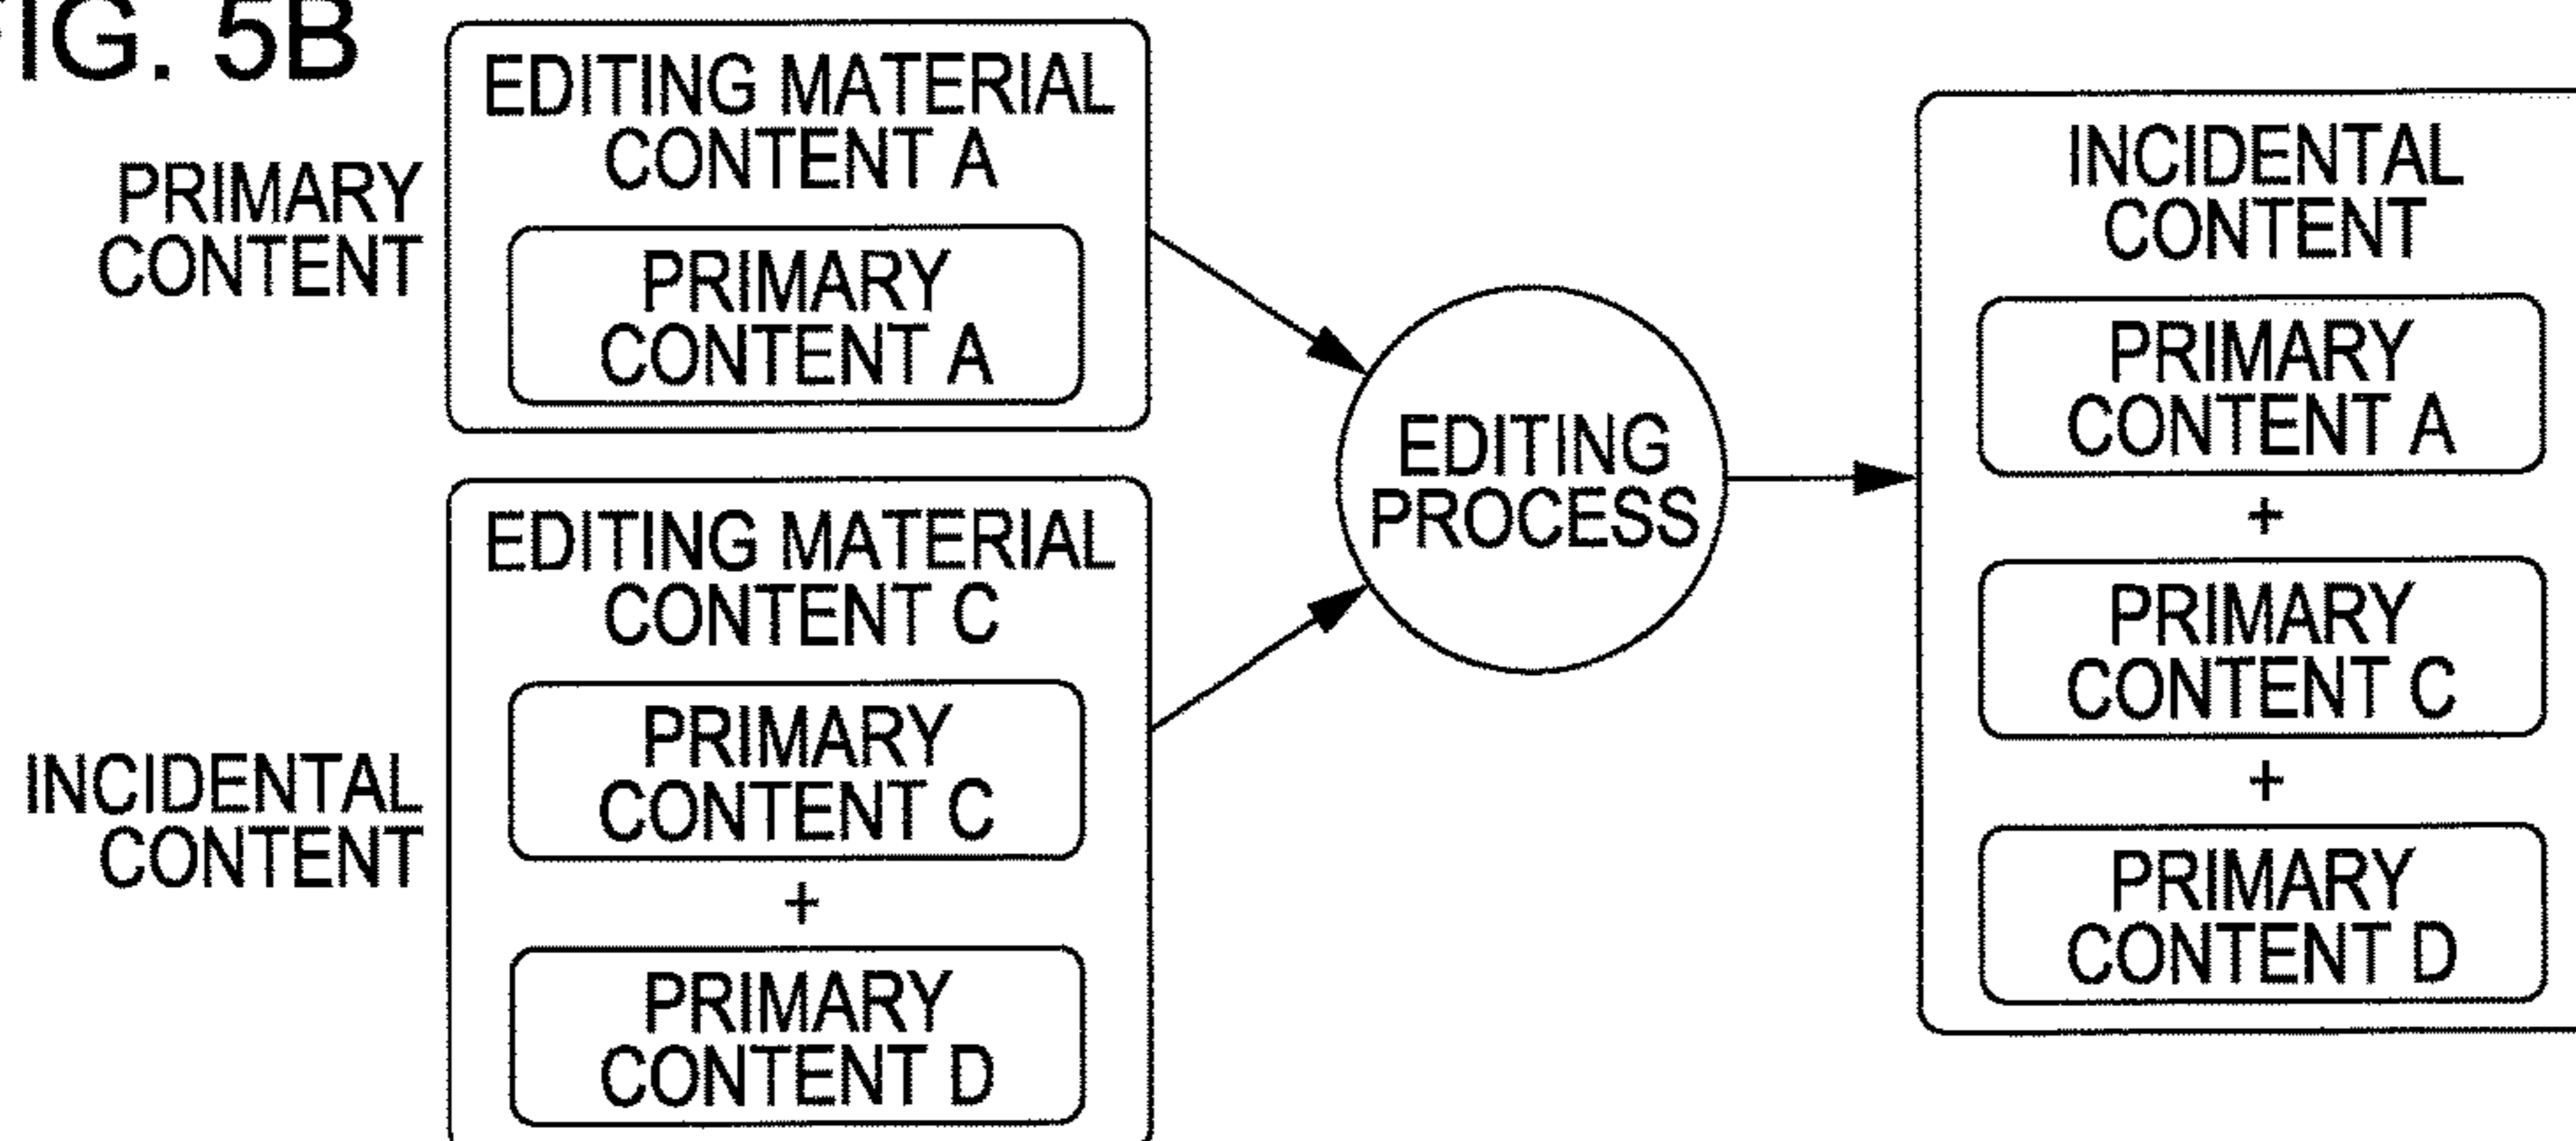 FIG. 5B
PRIMARY
CONTENT
EDITING MATERIAL
CONTENT A
PRIMARY
CONTENT A
INCIDENTAL
CONTENT
EDITING MATERIAL
CONTENT C
PRIMARY
CONTENT C
+
PRIMARY
CONTENT D
EDITING
PROCESS
INCIDENTAL
CONTENT
PRIMARY
CONTENT A
+
PRIMARY
CONTENT C
+
PRIMARY
CONTENT D